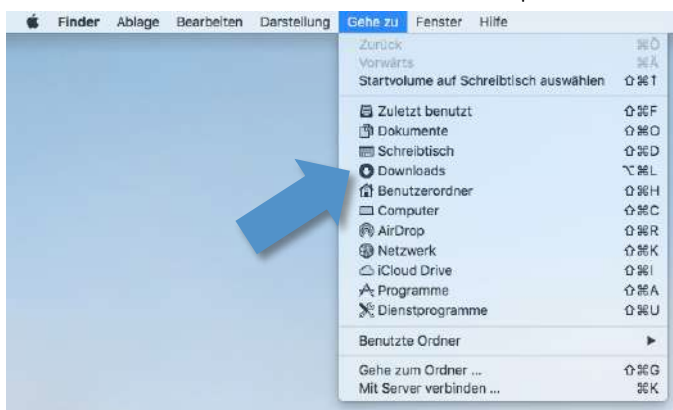 Finder Ablage Bearbeiten Darstellung Gehe zu Fenster Hilfe
Zurück ⌘Ö
Vorwärts ⌘Ä
Startvolume auf Schreibtisch auswählen ⇧⌘↑
Zuletzt benutzt ⇧⌘F
Dokumente ⇧⌘O
Schreibtisch ⇧⌘D
Downloads ⌥⌘L
Benutzerordner ⇧⌘H
Computer ⇧⌘C
AirDrop ⇧⌘R
Netzwerk ⇧⌘K
iCloud Drive ⇧⌘I
Programme ⇧⌘A
Dienstprogramme ⇧⌘U
Benutzte Ordner ▶
Gehe zum Ordner ... ⇧⌘G
Mit Server verbinden ... ⌘K